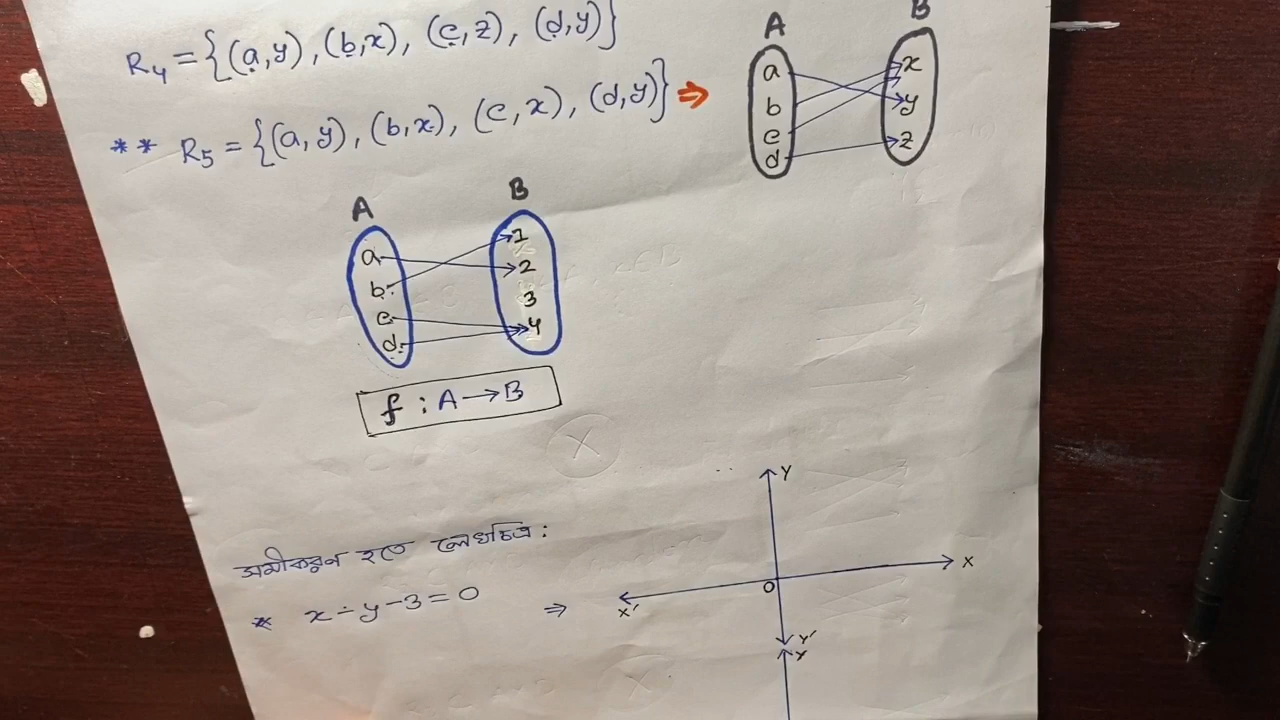 R₄ = {(a,y), (b,x), (c,z), (d,y)}
** R₅ = {(a,y), (b,x), (c,x), (d,y)} ⇒
A B
a x
b y
c z
d
A B
a 1
b 2
c 3
d 4
f : A → B
সমীকরণ হতে লেখচিত্র :
* x - y - 3 = 0 ⇒
Y
X
O
X'
Y'
Y